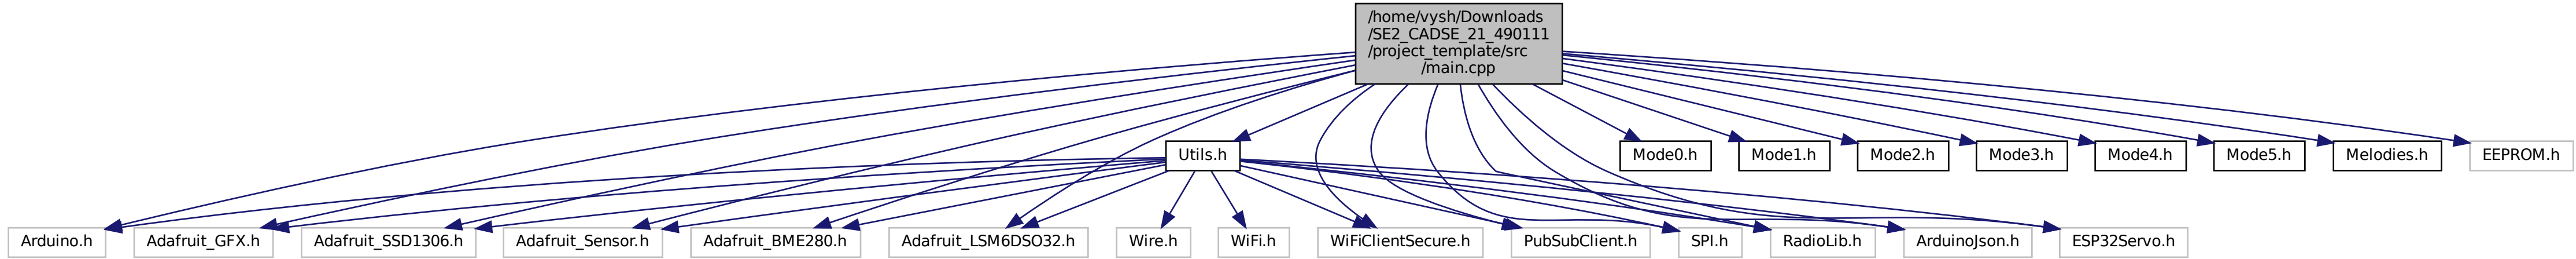 /home/vysh/Downloads
/SE2_CADSE_21_490111
/project_template/src
/main.cpp
Utils.h
Mode0.h
Mode1.h
Mode2.h
Mode3.h
Mode4.h
Mode5.h
Melodies.h
EEPROM.h
Arduino.h
Adafruit_GFX.h
Adafruit_SSD1306.h
Adafruit_Sensor.h
Adafruit_BME280.h
Adafruit_LSM6DSO32.h
Wire.h
WiFi.h
WiFiClientSecure.h
PubSubClient.h
SPI.h
RadioLib.h
ArduinoJson.h
ESP32Servo.h